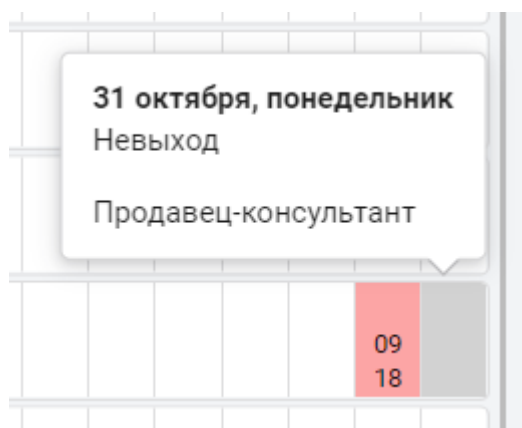 31 октября, понедельник
Невыход
Продавец-консультант
09
18